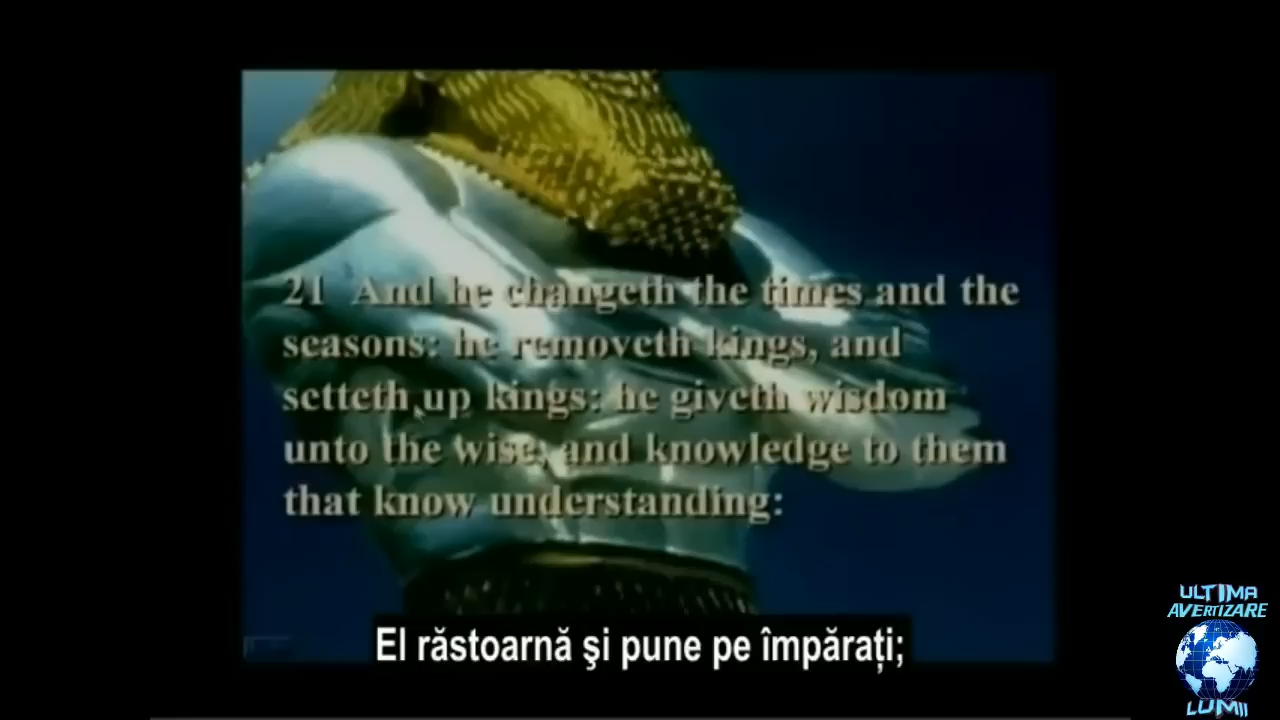 21 And he changeth the times and the
seasons: he removeth kings, and
setteth up kings: he giveth wisdom
unto the wise, and knowledge to them
that know understanding:
El răstoarnă şi pune pe împărați;
ULTIMA
AVERTIZARE
LUMII